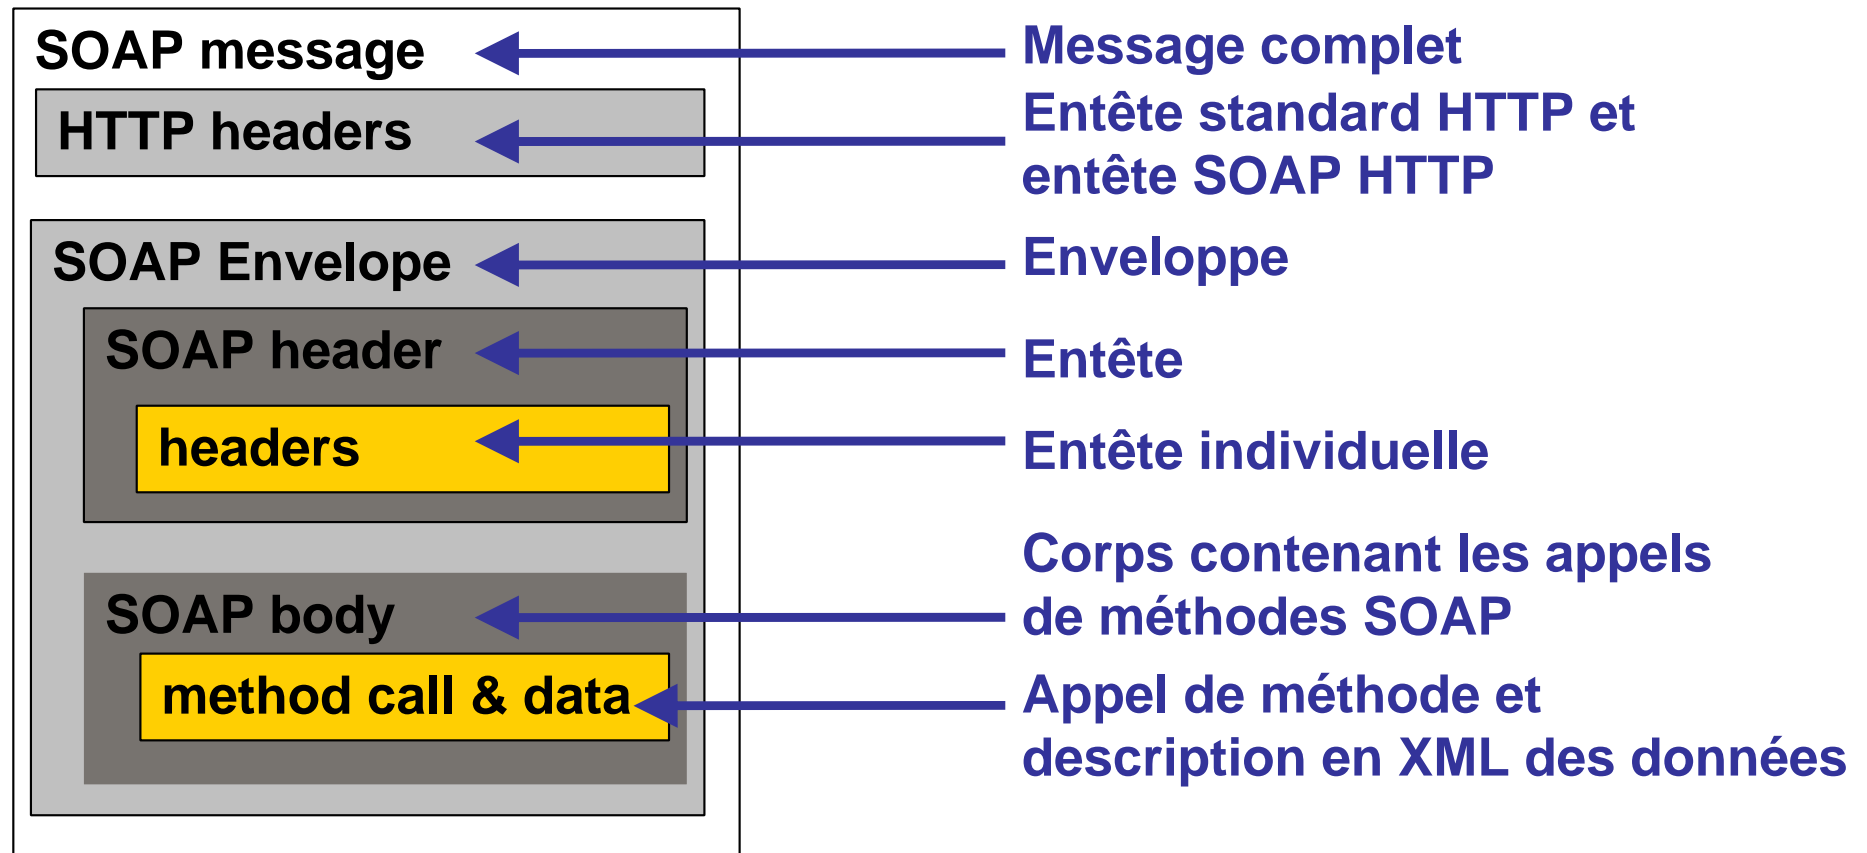 SOAP message
Message complet
HTTP headers
Entête standard HTTP et
entête SOAP HTTP
SOAP Envelope
Enveloppe
SOAP header
Entête
headers
Entête individuelle
SOAP body
Corps contenant les appels
de méthodes SOAP
method call & data
Appel de méthode et
description en XML des données